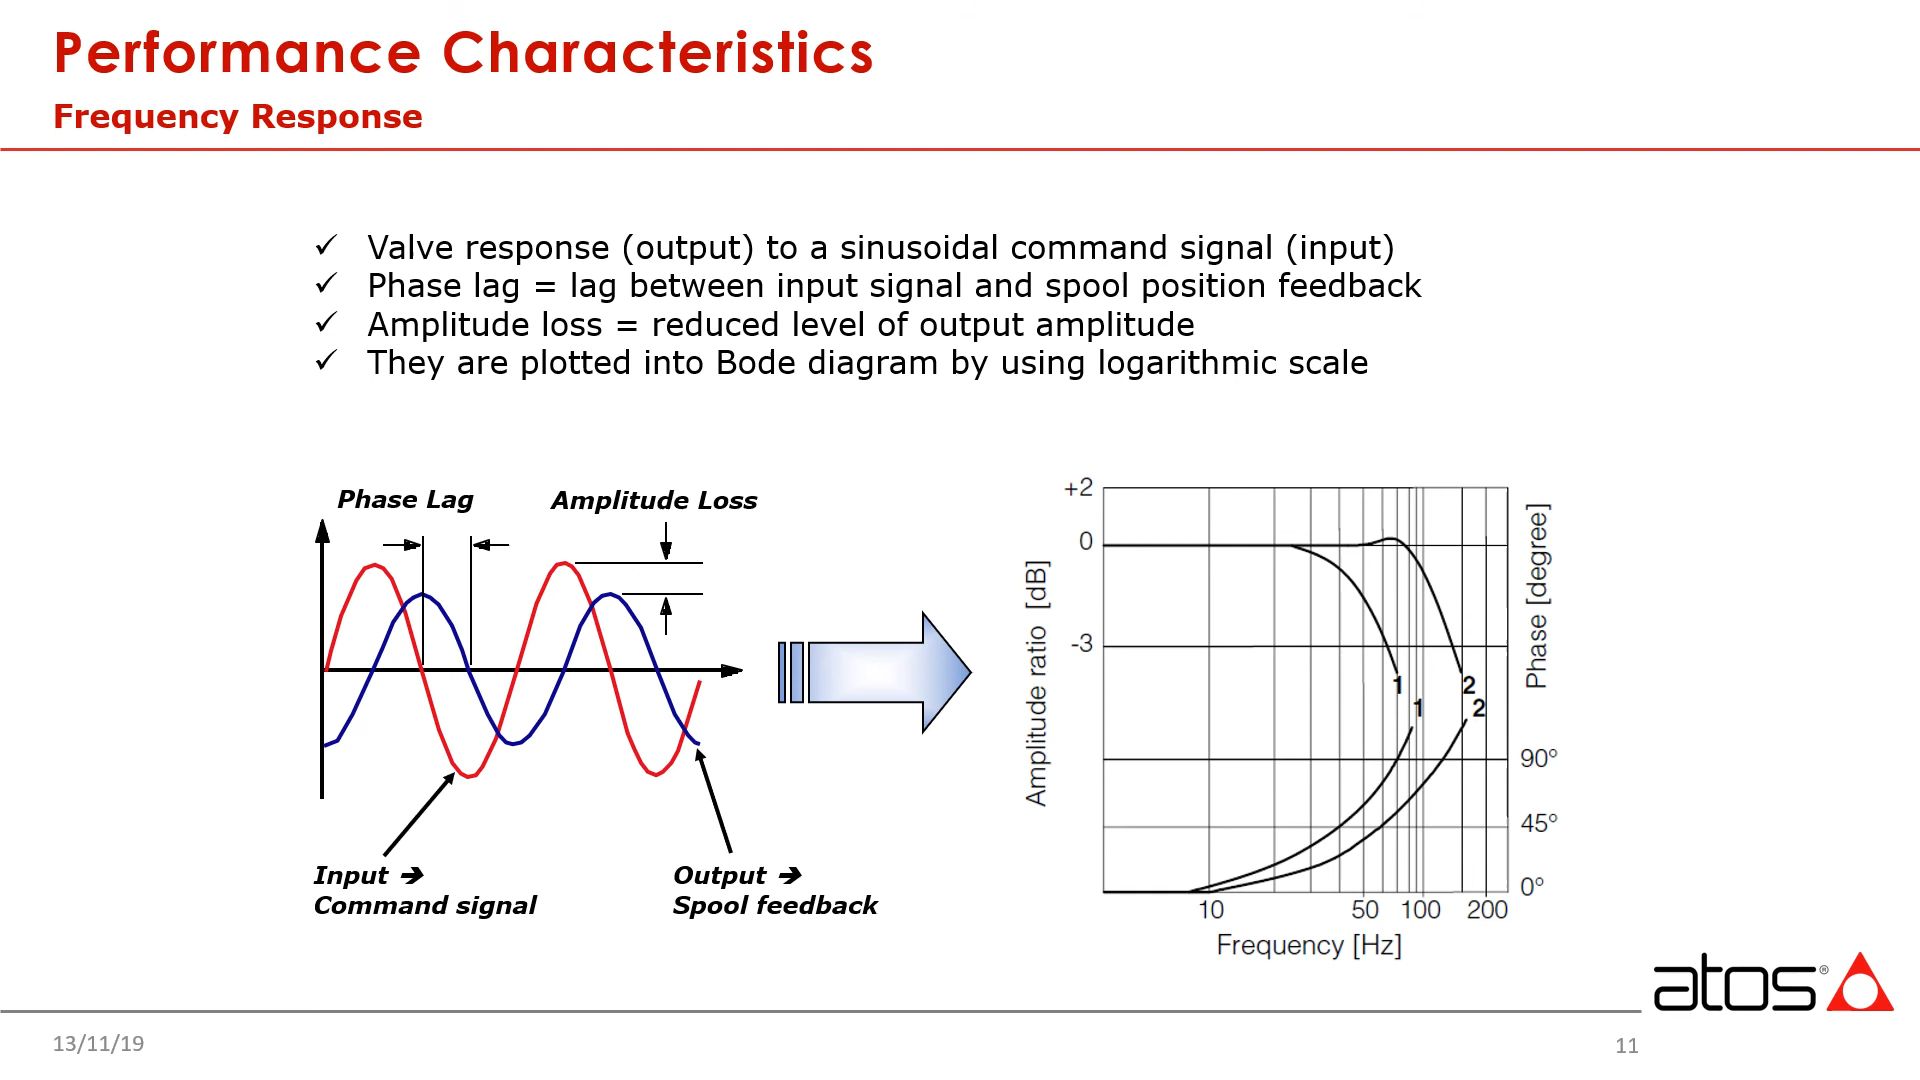 Performance Characteristics
Frequency Response
✓ Valve response (output) to a sinusoidal command signal (input)
✓ Phase lag = lag between input signal and spool position feedback
✓ Amplitude loss = reduced level of output amplitude
✓ They are plotted into Bode diagram by using logarithmic scale
Phase Lag
Amplitude Loss
Input ➔
Command signal
Output ➔
Spool feedback
+2
0
-3
Amplitude ratio [dB]
Phase [degree]
1
2
1
2
90°
45°
0°
10
50
100
200
Frequency [Hz]
atos®
13/11/19
11